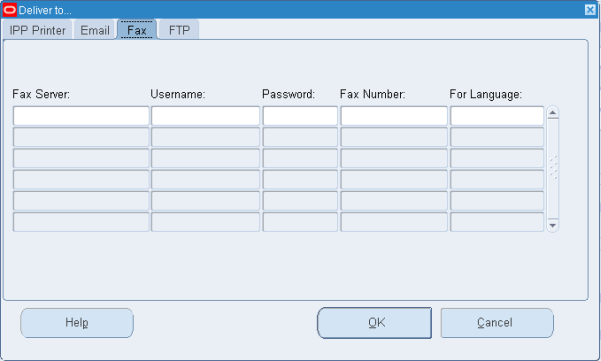 Deliver to...
IPP Printer Email Fax FTP
Fax Server: Username: Password: Fax Number: For Language:
Help OK Cancel